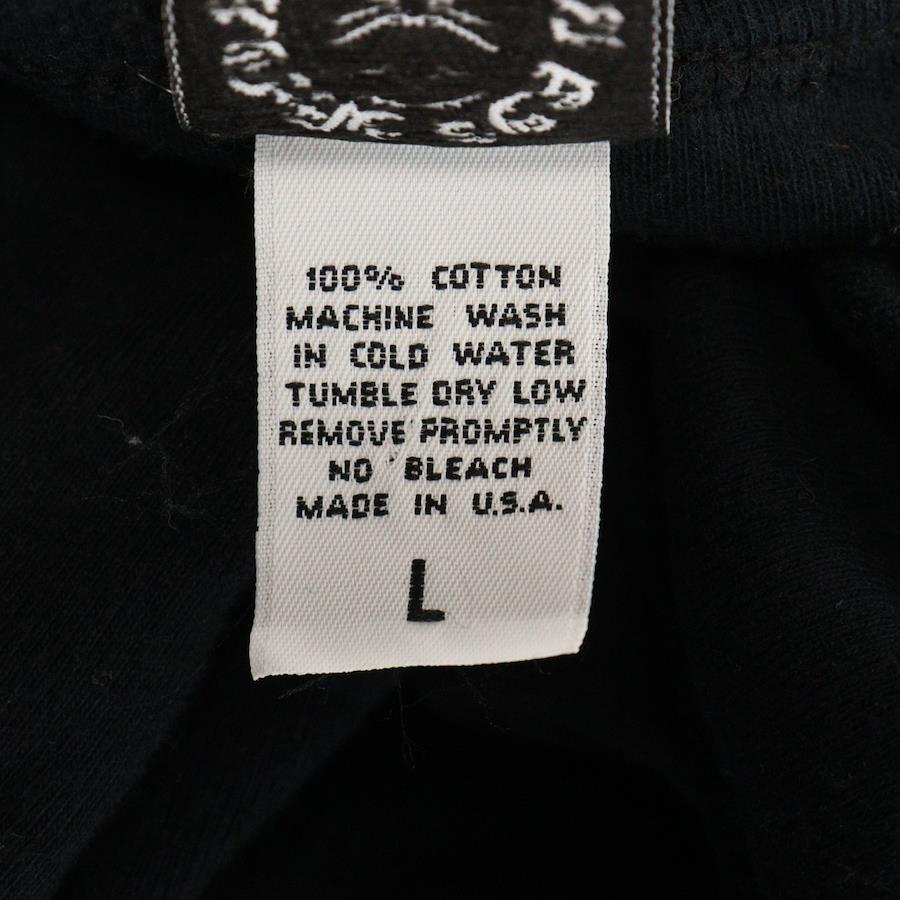 100% COTTON
MACHINE WASH
IN COLD WATER
TUMBLE DRY LOW
REMOVE PROMPTLY
NO BLEACH
MADE IN U.S.A.
L